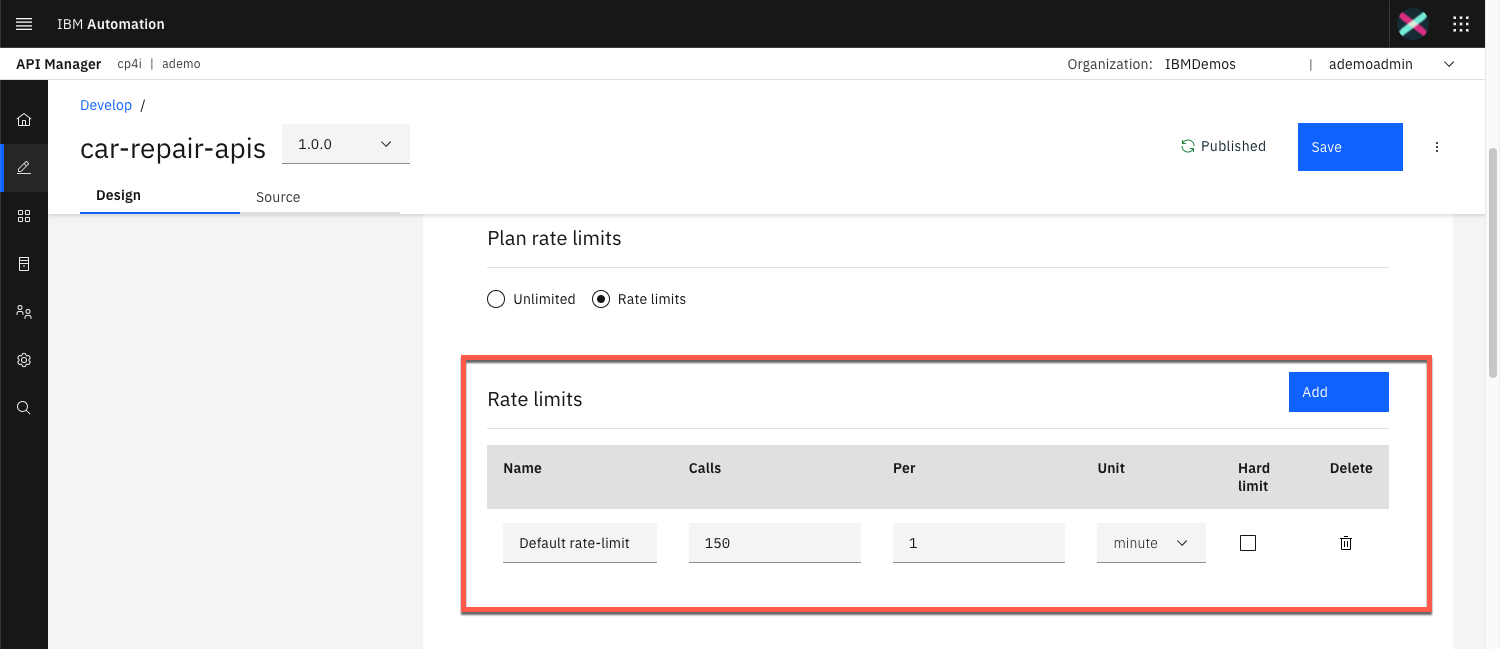 IBM Automation
API Manager cp4i | ademo Organization: IBMDemos | ademoadmin
Develop /
car-repair-apis 1.0.0 Published Save
Design Source
Plan rate limits
Unlimited Rate limits
Rate limits Add
Name Calls Per Unit Hard limit Delete
Default rate-limit 150 1 minute